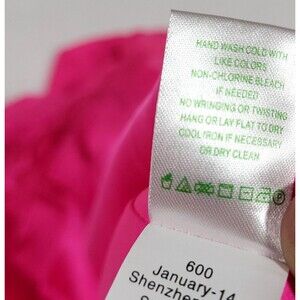 HAND WASH COLD WITH
LIKE COLORS
NON-CHLORINE BLEACH
IF NEEDED
NO WRINGING OR TWISTING
HANG OR LAY FLAT TO DRY
COOL IRON IF NECESSARY
OR DRY CLEAN
600
January-14
Shenzhen